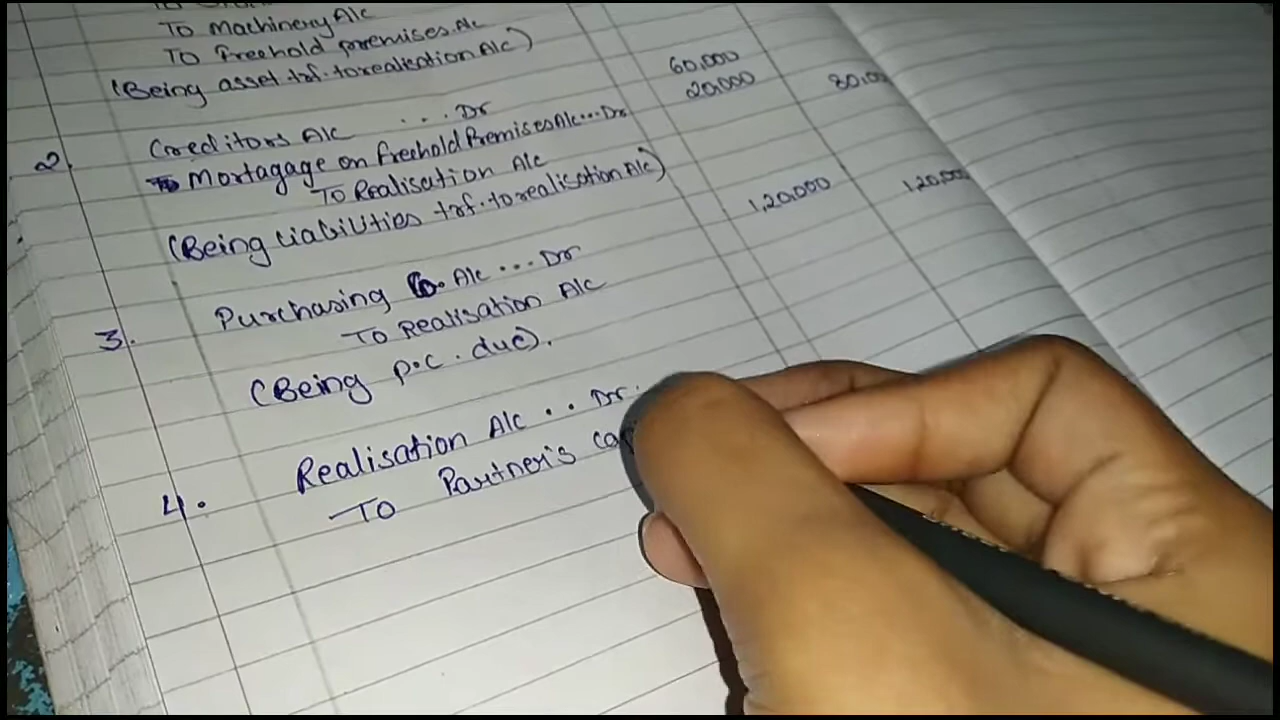 To Machinery A/c
To Freehold premises A/c
(Being asset trf. to realisation A/c)
2. Creditors A/c ... Dr 60,000
Mortagage on Freehold Premises A/c ... Dr 20,000
To Realisation A/c 80,00
(Being liabilities trf. to realisation A/c)
3. Purchasing Co. A/c ... Dr 1,20,000
To Realisation A/c 1,20,000
(Being p.c. due).
4. Realisation A/c .. Dr.
To Partner's cap